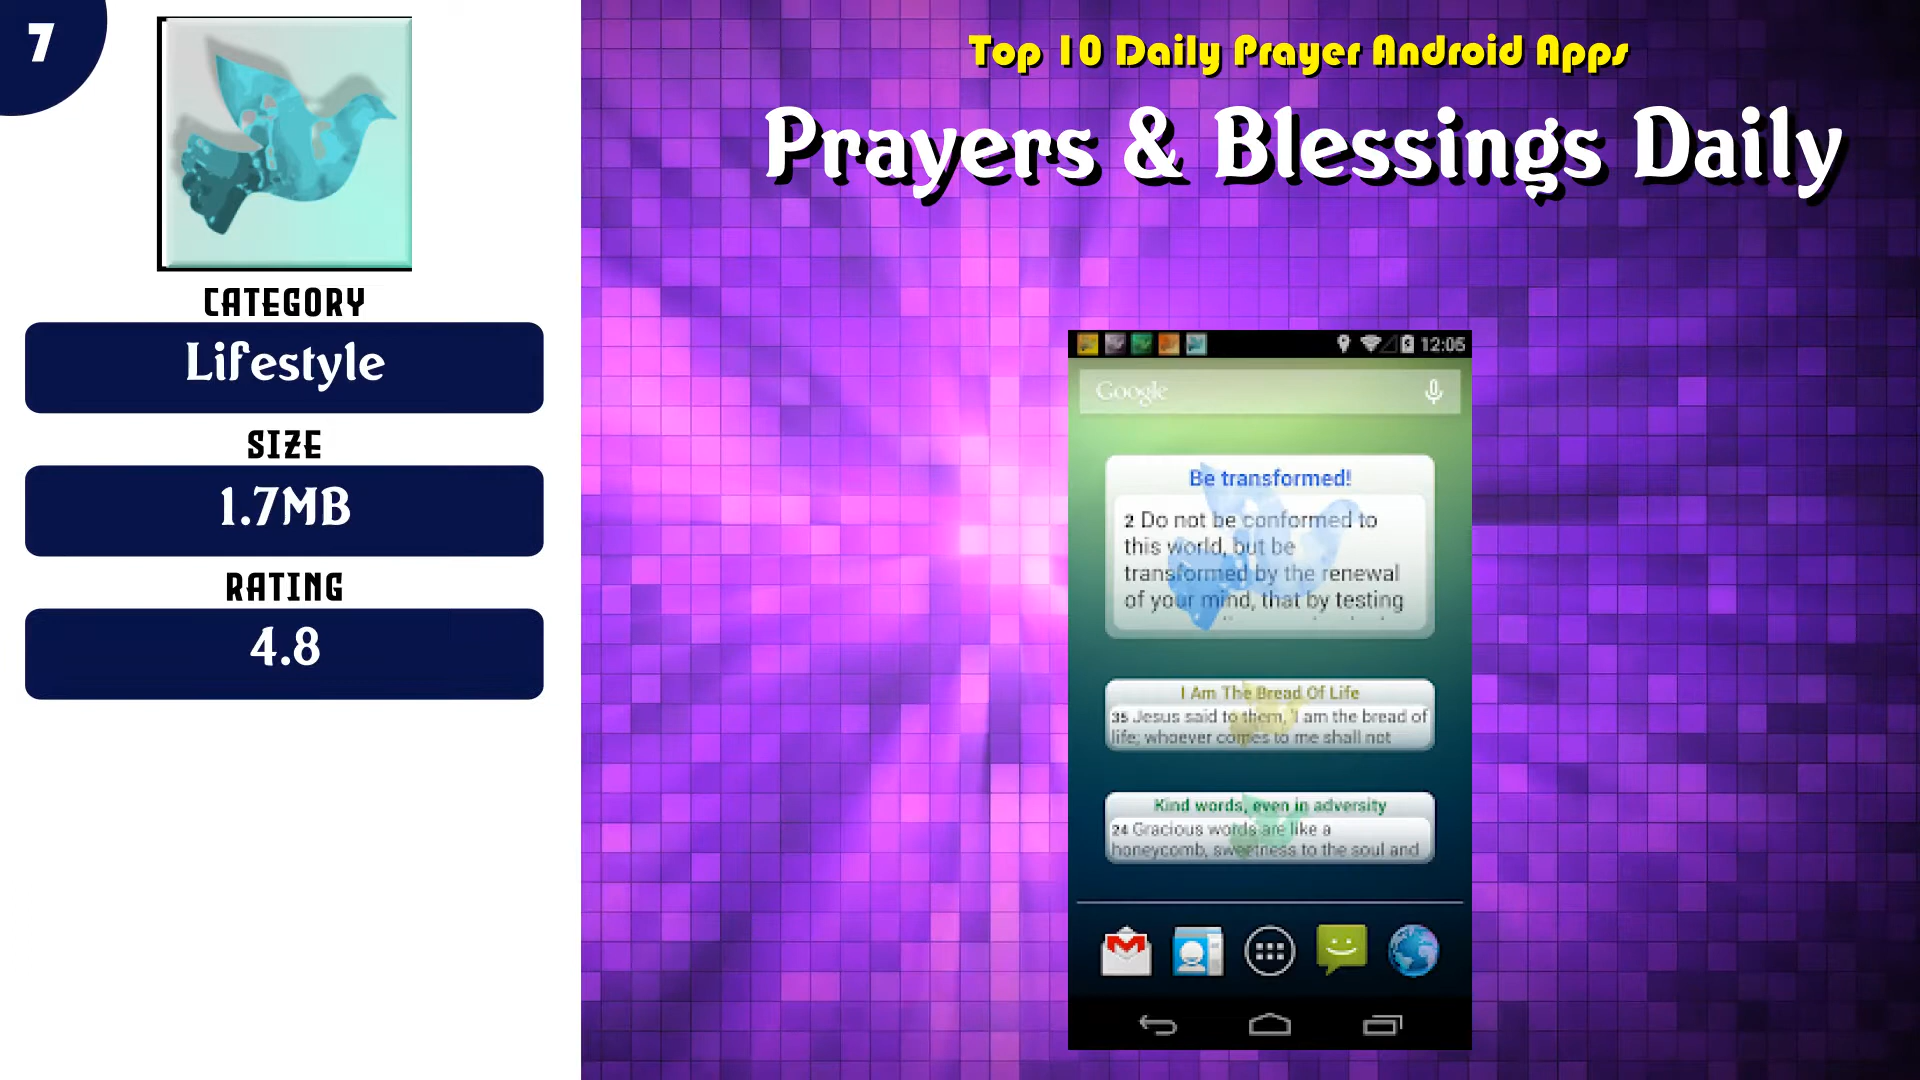 7
CATEGORY
Lifestyle
SIZE
1.7MB
RATING
4.8
Top 10 Daily Prayer Android Apps
Prayers & Blessings Daily
12:05
Google
Be transformed!
2 Do not be conformed to
this world, but be
transformed by the renewal
of your mind, that by testing
I Am The Bread Of Life
35 Jesus said to them, 'I am the bread of
life; whoever comes to me shall not
Kind words, even in adversity
24 Gracious words are like a
honeycomb, sweetness to the soul and